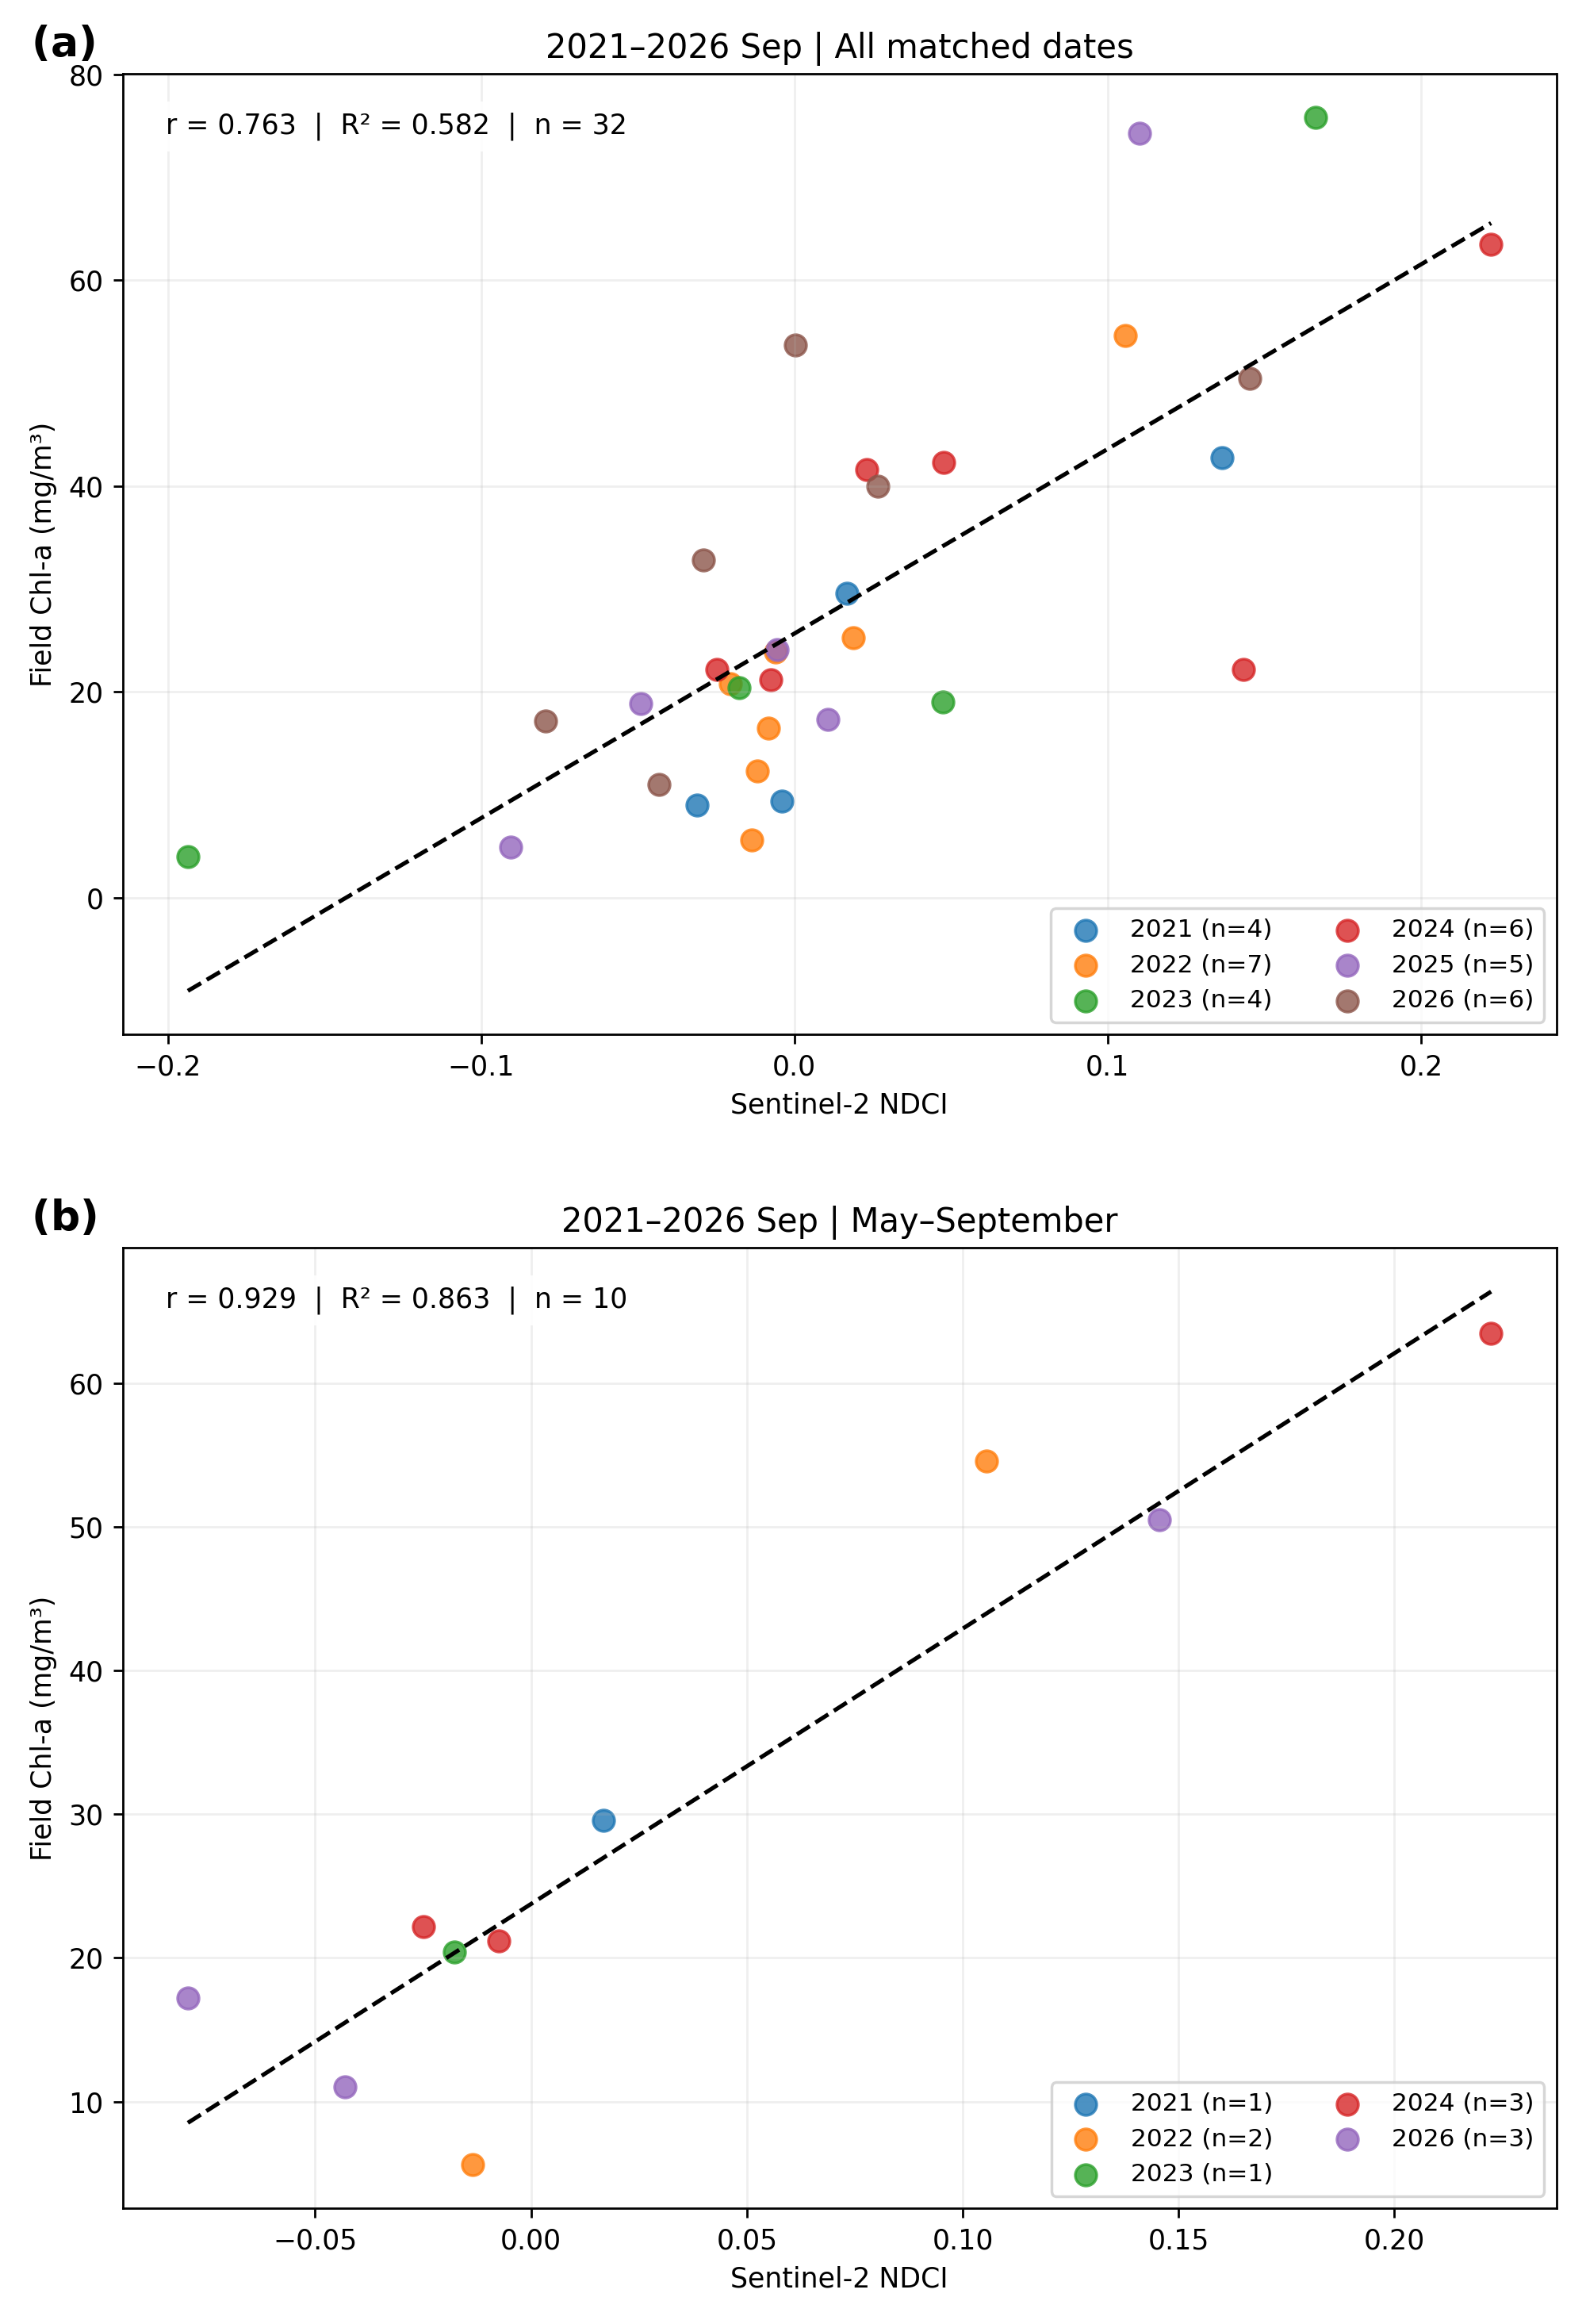 (a)
2021–2026 Sep | All matched dates
r = 0.763 | R² = 0.582 | n = 32
Field Chl-a (mg/m³)
80
60
40
20
0
−0.2
−0.1
0.0
0.1
0.2
Sentinel-2 NDCI
2021 (n=4)
2022 (n=7)
2023 (n=4)
2024 (n=6)
2025 (n=5)
2026 (n=6)
(b)
2021–2026 Sep | May–September
r = 0.929 | R² = 0.863 | n = 10
Field Chl-a (mg/m³)
60
50
40
30
20
10
−0.05
0.00
0.05
0.10
0.15
0.20
Sentinel-2 NDCI
2021 (n=1)
2022 (n=2)
2023 (n=1)
2024 (n=3)
2026 (n=3)